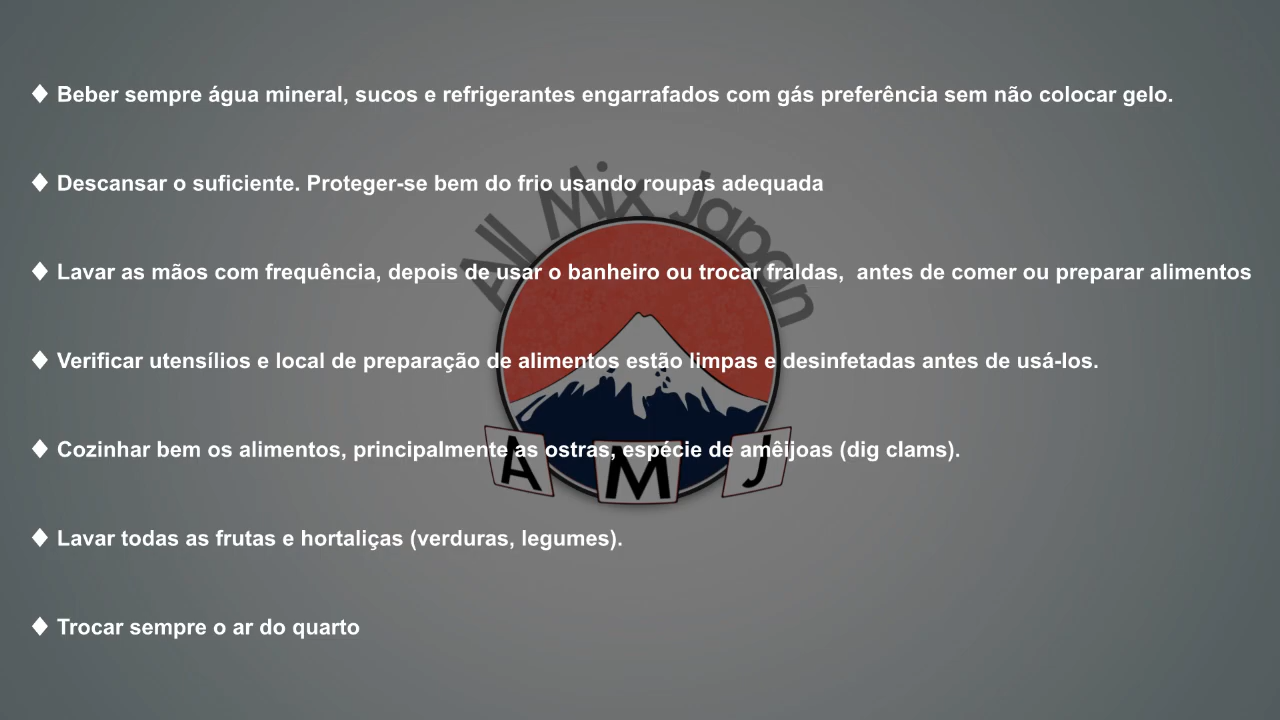 ♦ Beber sempre água mineral, sucos e refrigerantes engarrafados com gás preferência sem não colocar gelo.
All Mix Japan
♦ Descansar o suficiente. Proteger-se bem do frio usando roupas adequada
♦ Lavar as mãos com frequência, depois de usar o banheiro ou trocar fraldas,  antes de comer ou preparar alimentos
♦ Verificar utensílios e local de preparação de alimentos estão limpas e desinfetadas antes de usá-los.
♦ Cozinhar bem os alimentos, principalmente as ostras, espécie de amêijoas (dig clams).
A M J
♦ Lavar todas as frutas e hortaliças (verduras, legumes).
♦ Trocar sempre o ar do quarto